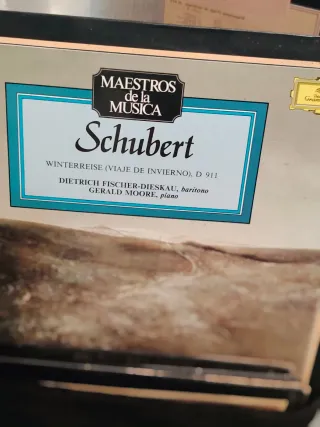 MAESTROS
de la
MUSICA
Schubert
WINTERREISE (VIAJE DE INVIERNO), D 911
DIETRICH FISCHER-DIESKAU, barítono
GERALD MOORE, piano